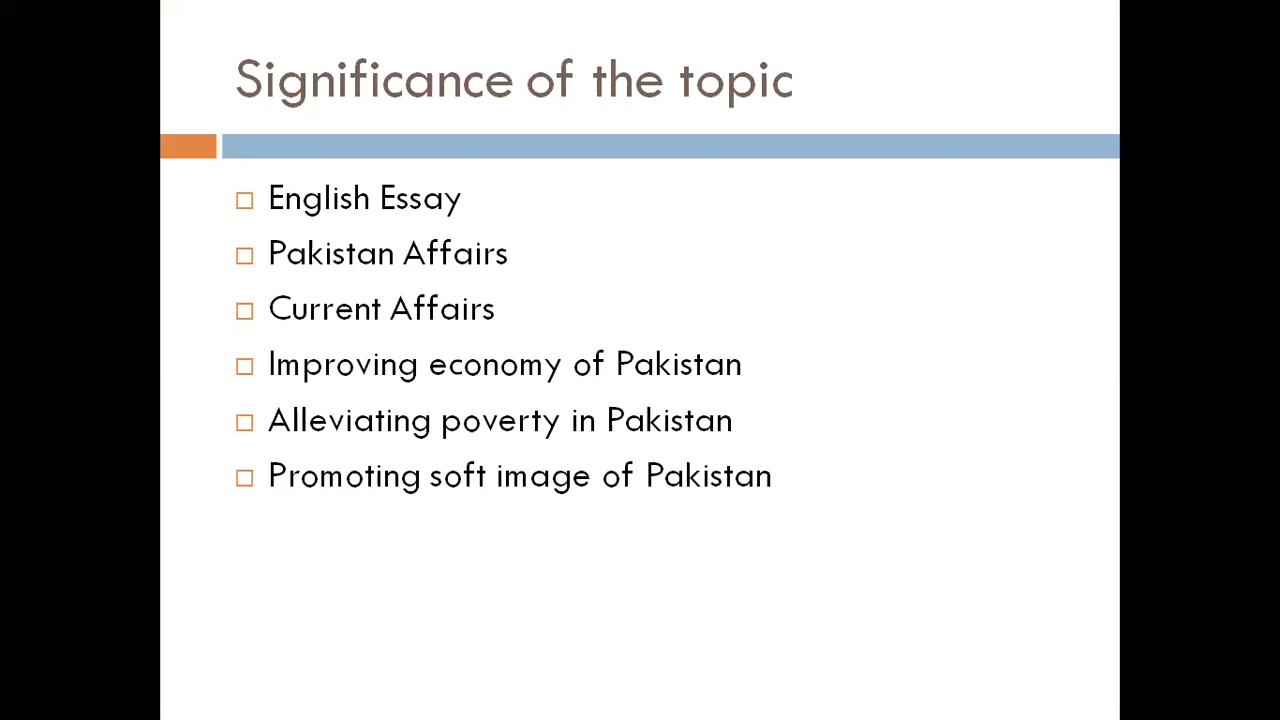 Significance of the topic
English Essay
Pakistan Affairs
Current Affairs
Improving economy of Pakistan
Alleviating poverty in Pakistan
Promoting soft image of Pakistan